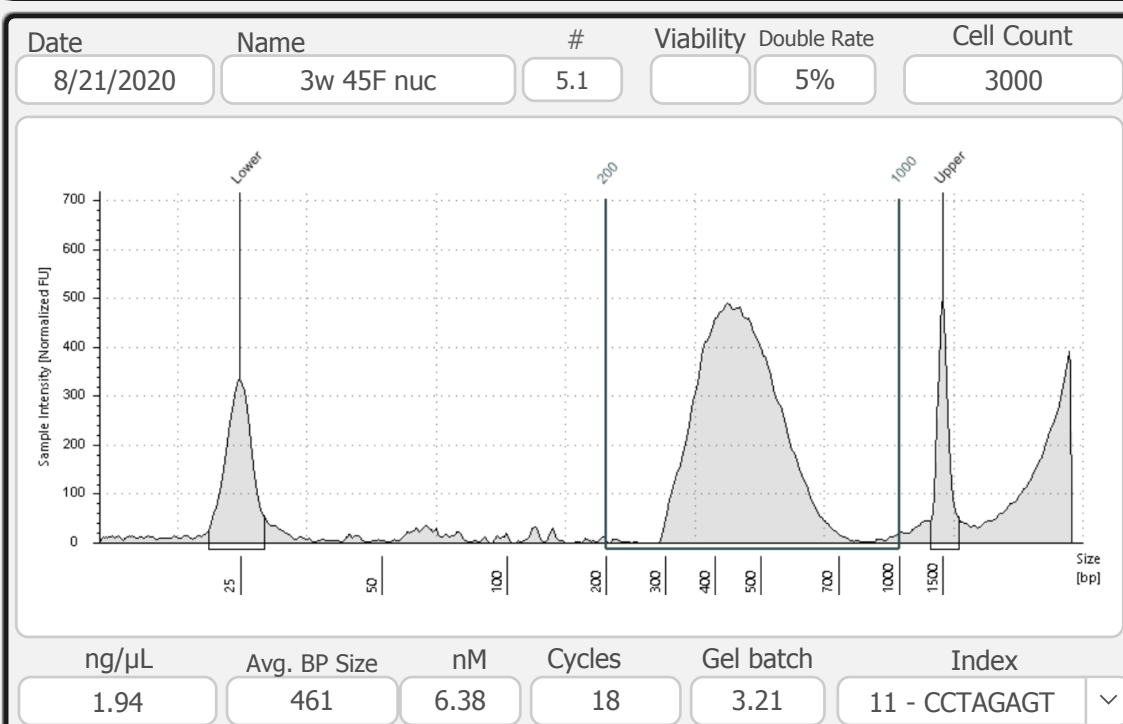 Date Name # Viability Double Rate Cell Count
8/21/2020 3w 45F nuc 5.1 5% 3000
Lower 200 1000 Upper
Sample Intensity [Normalized FU]
700
600
500
400
300
200
100
0
25 50 100 200 300 400 500 700 1000 1500
Size
[bp]
ng/µL Avg. BP Size nM Cycles Gel batch Index
1.94 461 6.38 18 3.21 11 - CCTAGAGT